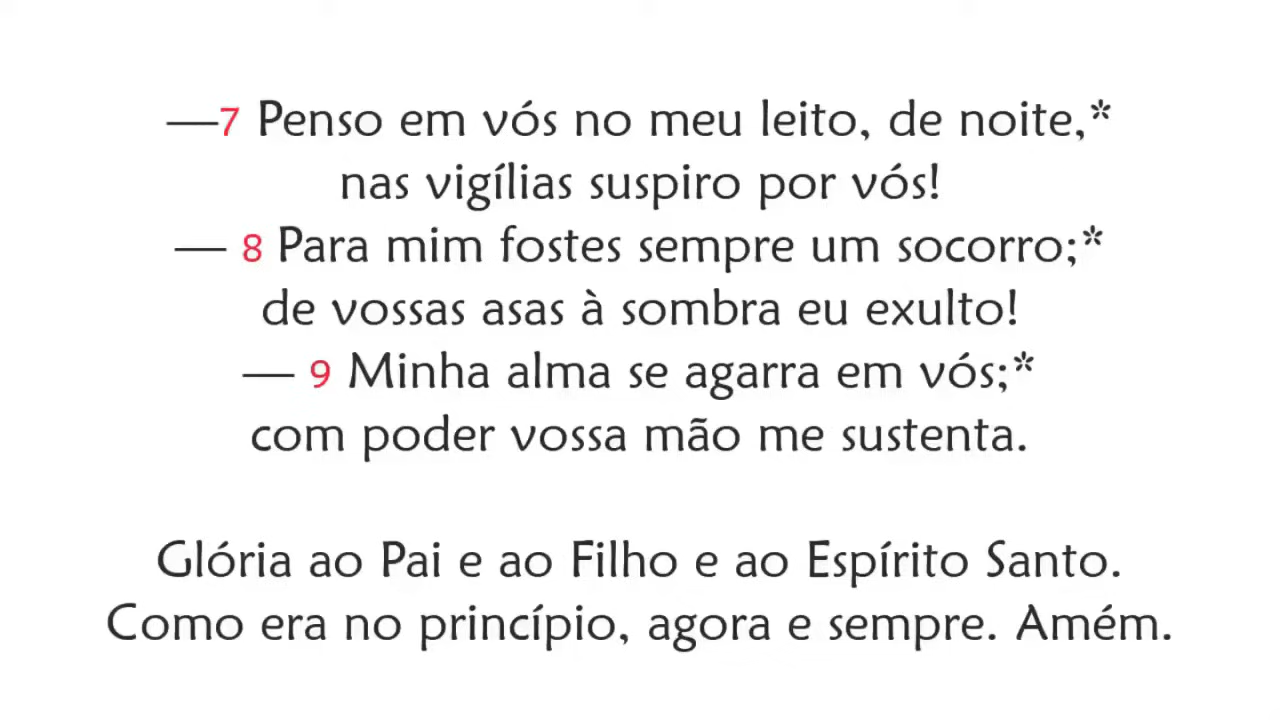 —7 Penso em vós no meu leito, de noite,*
nas vigílias suspiro por vós!
— 8 Para mim fostes sempre um socorro;*
de vossas asas à sombra eu exulto!
— 9 Minha alma se agarra em vós;*
com poder vossa mão me sustenta.
Glória ao Pai e ao Filho e ao Espírito Santo.
Como era no princípio, agora e sempre. Amém.